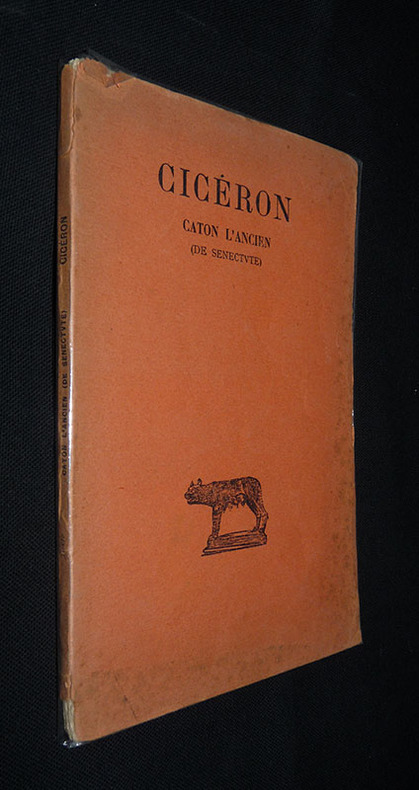 CICÉRON
CATON L'ANCIEN
(DE SENECTVTE)
CATON L'ANCIEN (DE SENECTVTE) CICÉRON